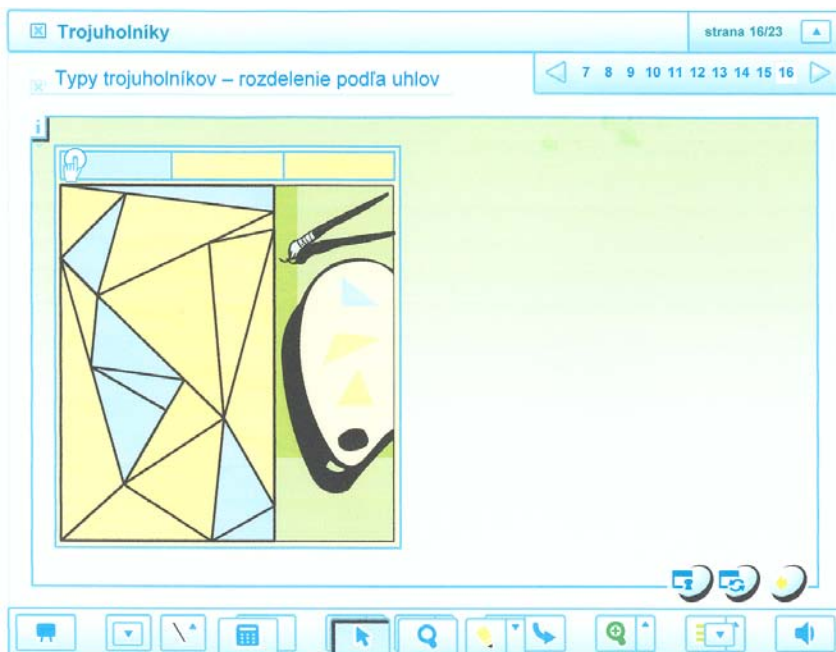 Trojuholníky
strana 16/23
Typy trojuholníkov – rozdelenie podľa uhlov
7 8 9 10 11 12 13 14 15 16
i